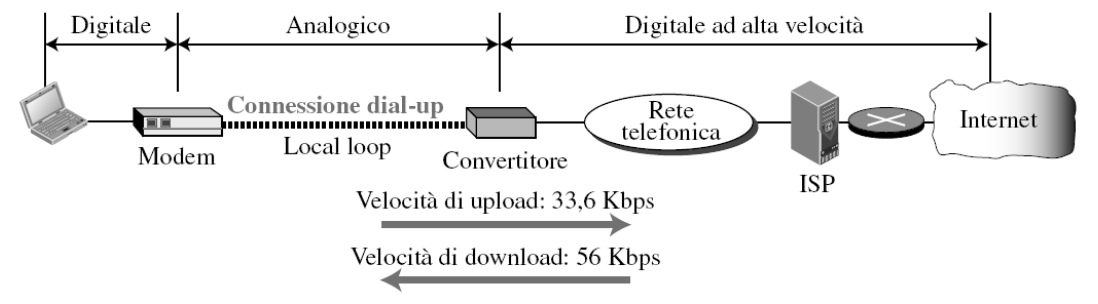 Digitale
Analogico
Digitale ad alta velocità
Connessione dial-up
Local loop
Modem
Convertitore
Rete
telefonica
ISP
Internet
Velocità di upload: 33,6 Kbps
Velocità di download: 56 Kbps